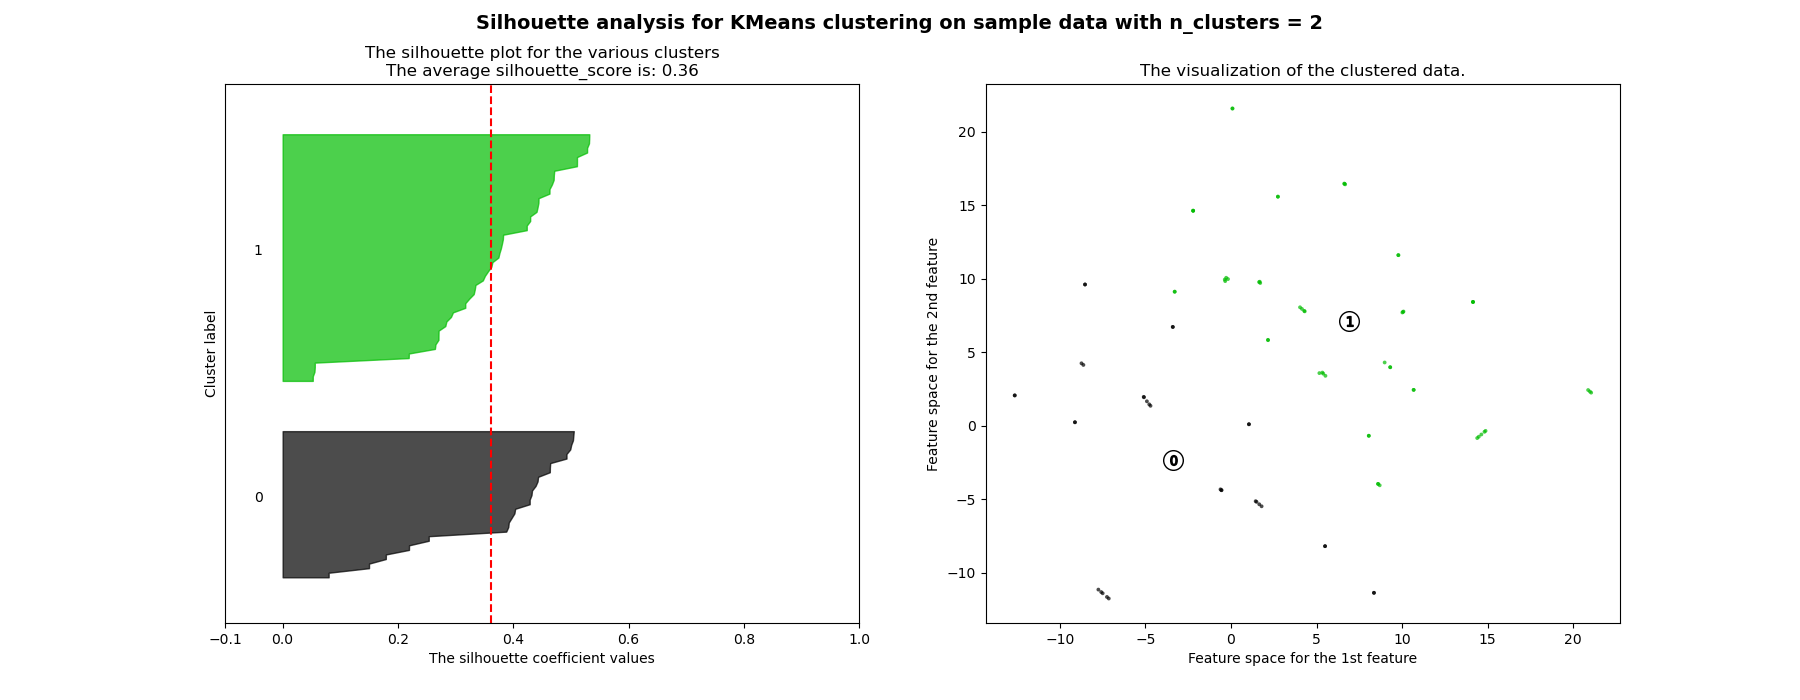 Silhouette analysis for KMeans clustering on sample data with n_clusters = 2
The silhouette plot for the various clusters
The average silhouette_score is: 0.36
Cluster label
1
0
−0.1 0.0 0.2 0.4 0.6 0.8 1.0
The silhouette coefficient values
The visualization of the clustered data.
Feature space for the 2nd feature
20
15
10
5
0
−5
−10
1
0
−10 −5 0 5 10 15 20
Feature space for the 1st feature